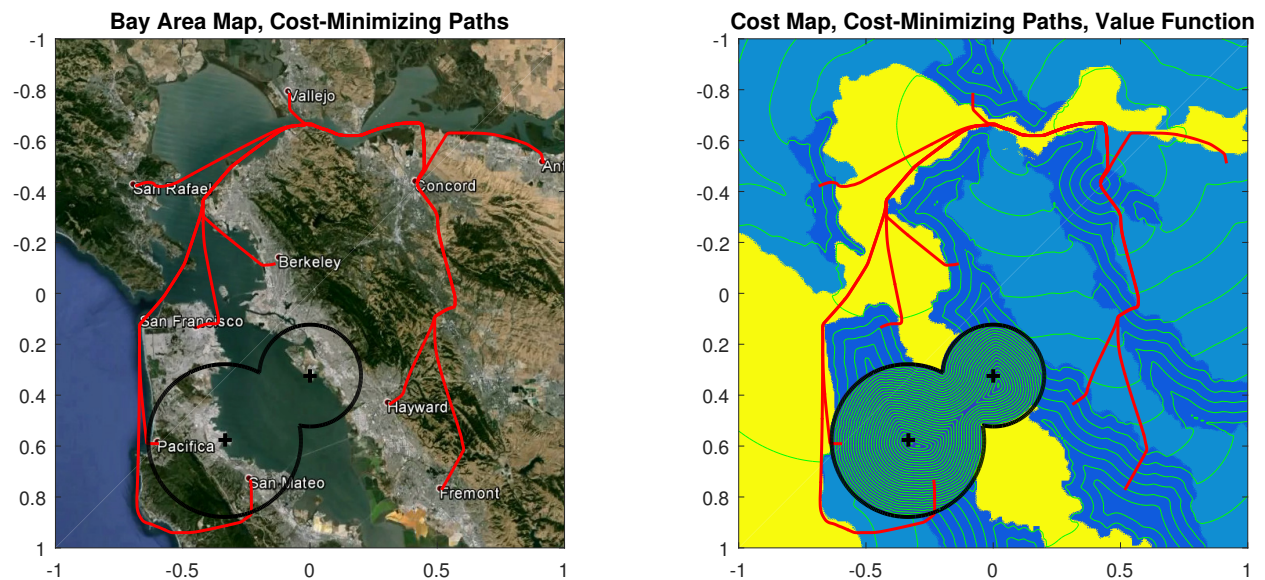 Bay Area Map, Cost-Minimizing Paths
-1
-0.8
-0.6
-0.4
-0.2
0
0.2
0.4
0.6
0.8
1
-1
-0.5
0
0.5
1
Vallejo
Ant
San Rafael
Concord
Berkeley
San Francisco
Hayward
Pacifica
San Mateo
Fremont
Cost Map, Cost-Minimizing Paths, Value Function
-1
-0.8
-0.6
-0.4
-0.2
0
0.2
0.4
0.6
0.8
1
-1
-0.5
0
0.5
1